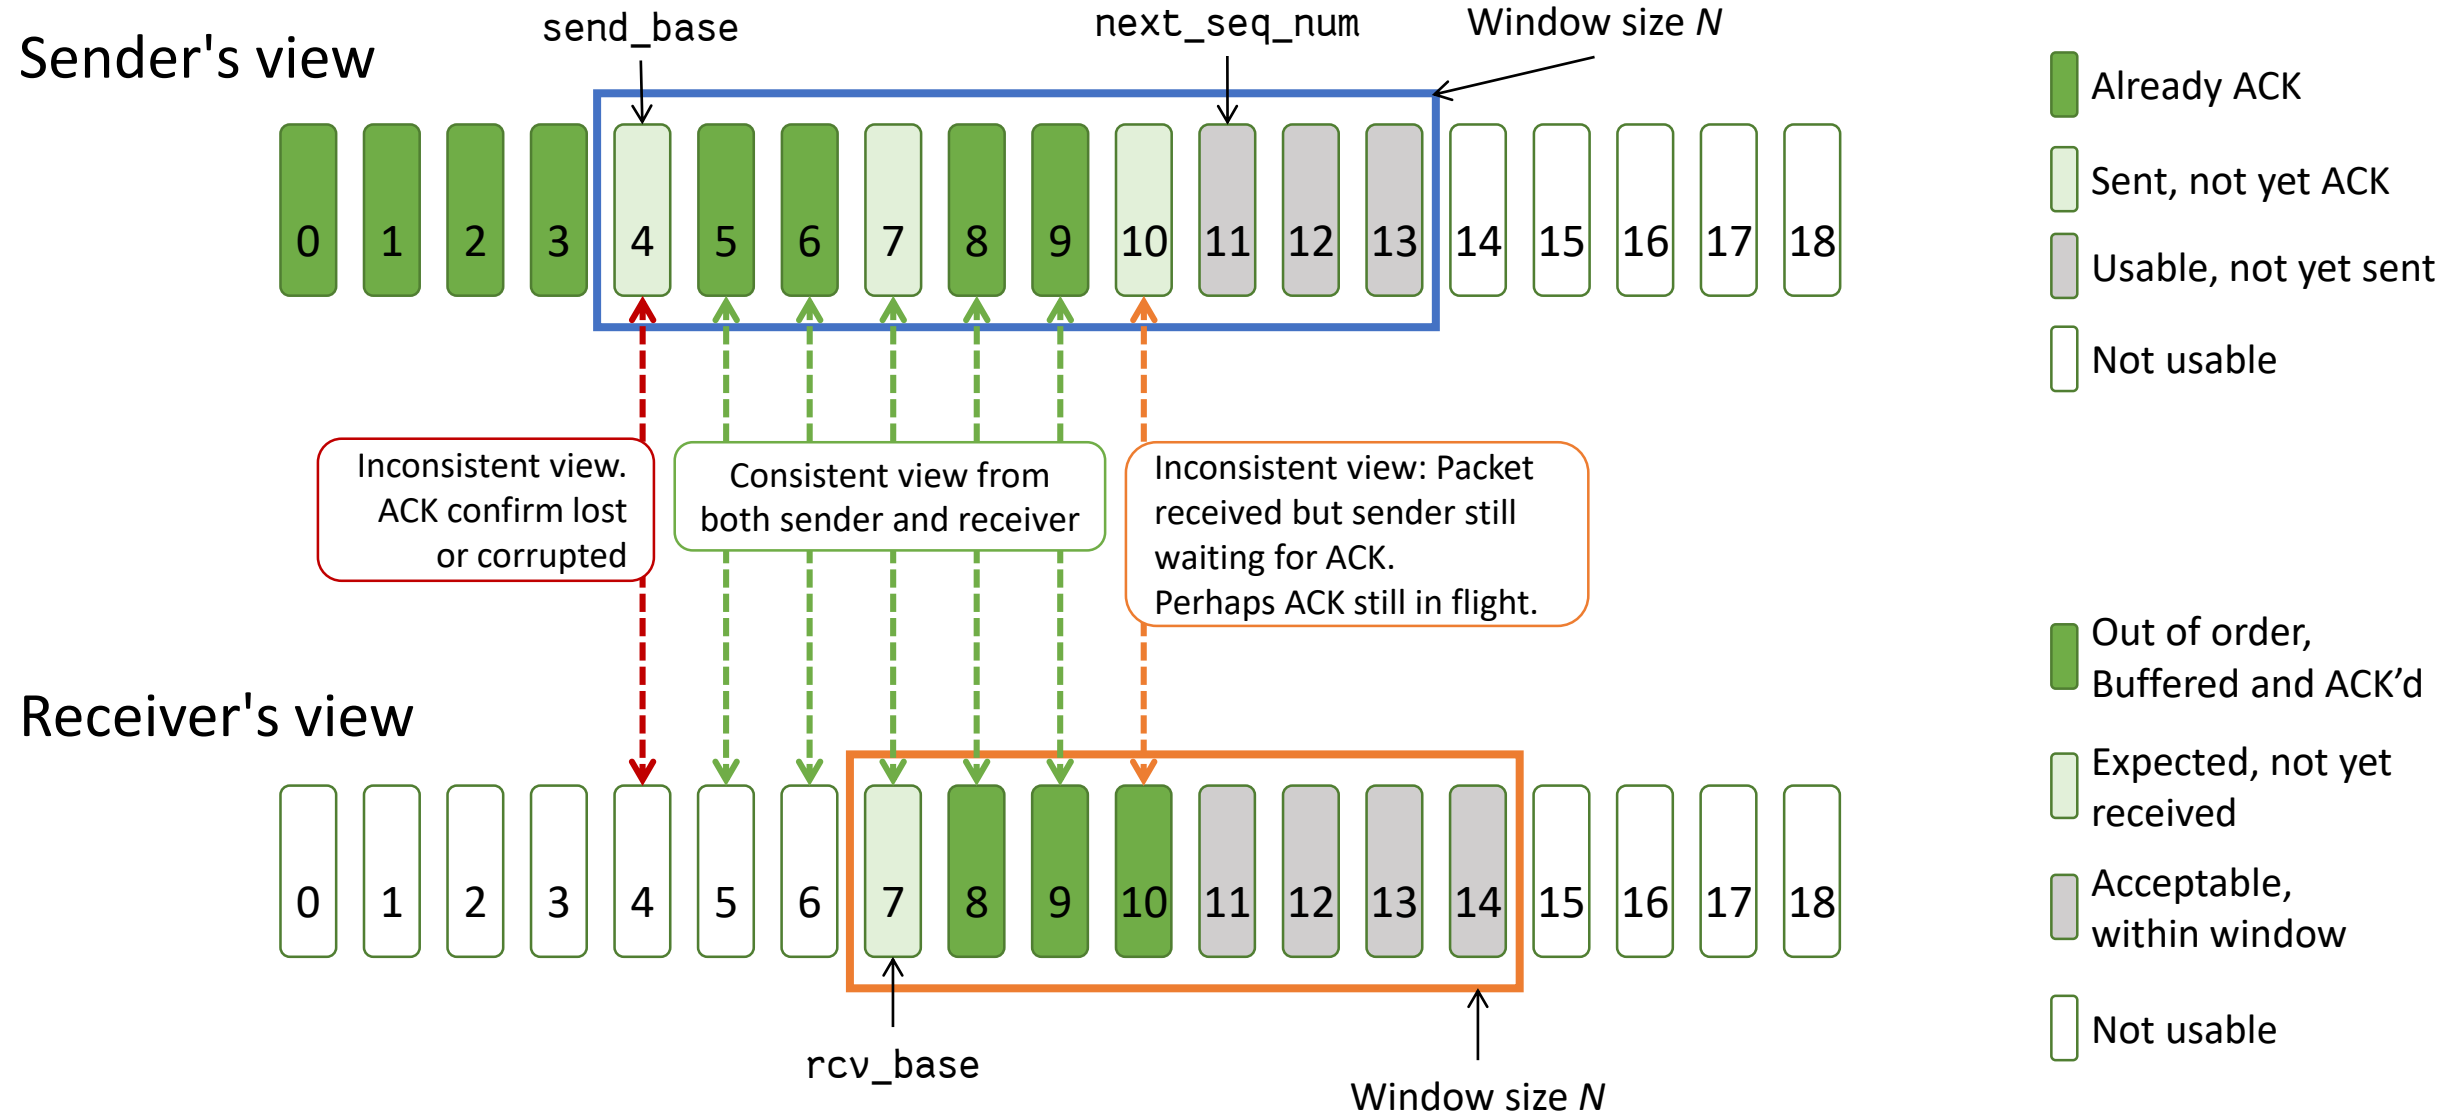 Sender's view
send_base
next_seq_num
Window size N
0 1 2 3 4 5 6 7 8 9 10 11 12 13 14 15 16 17 18
Already ACK
Sent, not yet ACK
Usable, not yet sent
Not usable
Inconsistent view.
ACK confirm lost
or corrupted
Consistent view from
both sender and receiver
Inconsistent view: Packet
received but sender still
waiting for ACK.
Perhaps ACK still in flight.
Receiver's view
0 1 2 3 4 5 6 7 8 9 10 11 12 13 14 15 16 17 18
rcv_base
Window size N
Out of order,
Buffered and ACK’d
Expected, not yet
received
Acceptable,
within window
Not usable